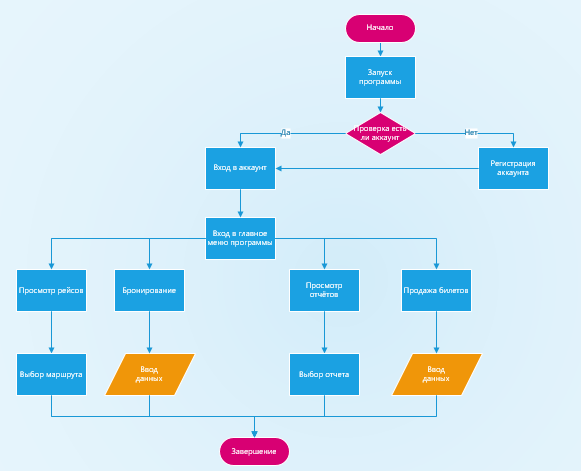 Начало
Запуск
программы
Проверка есть
ли аккаунт
Да
Нет
Вход в аккаунт
Регистрация
аккаунта
Вход в главное
меню программы
Просмотр рейсов
Бронирование
Просмотр
отчётов
Продажа билетов
Выбор маршрута
Ввод
данных
Выбор отчета
Ввод
данных
Завершение